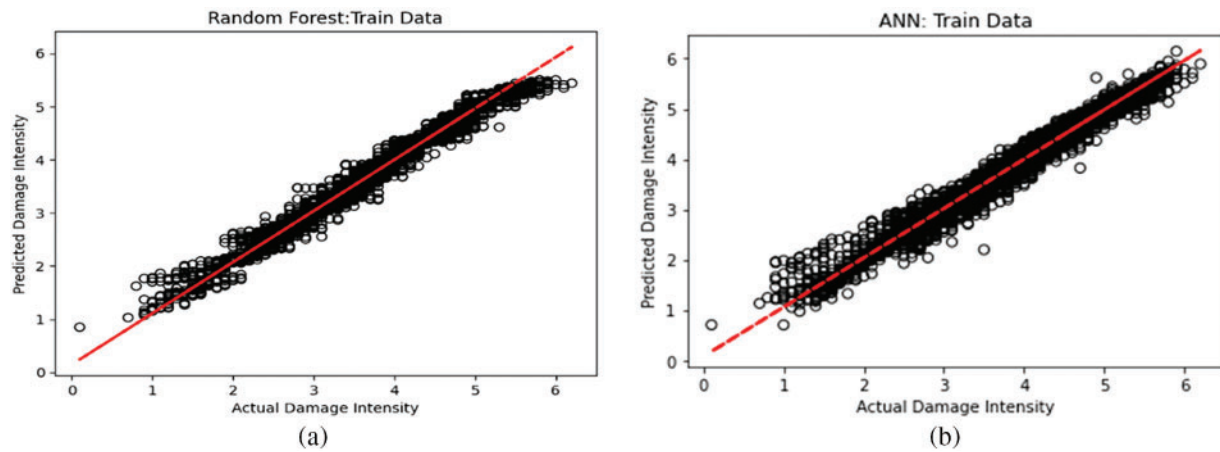 Random Forest:Train Data
6
5
4
3
2
1
0
Predicted Damage Intensity
0 1 2 3 4 5 6
Actual Damage Intensity
(a)
ANN: Train Data
6
5
4
3
2
1
0
Predicted Damage Intensity
0 1 2 3 4 5 6
Actual Damage Intensity
(b)